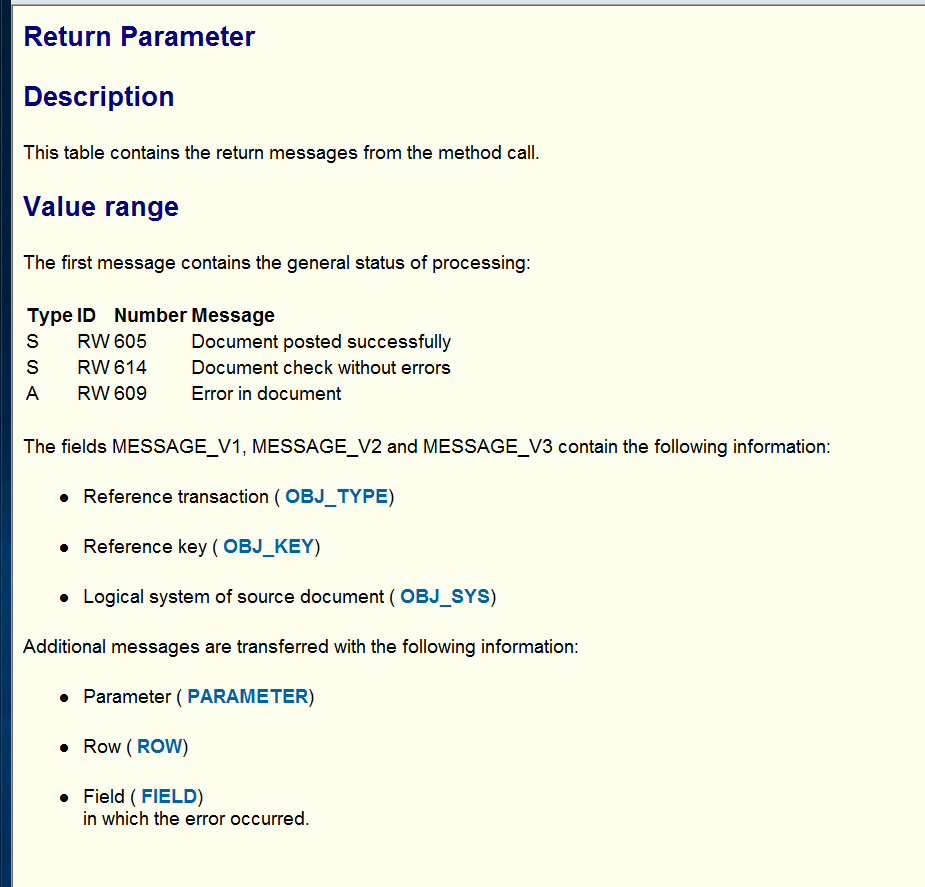 Return Parameter
Description
This table contains the return messages from the method call.
Value range
The first message contains the general status of processing:
Type ID Number Message
S RW 605 Document posted successfully
S RW 614 Document check without errors
A RW 609 Error in document
The fields MESSAGE_V1, MESSAGE_V2 and MESSAGE_V3 contain the following information:
● Reference transaction ( OBJ_TYPE)
● Reference key ( OBJ_KEY)
● Logical system of source document ( OBJ_SYS)
Additional messages are transferred with the following information:
● Parameter ( PARAMETER)
● Row ( ROW)
● Field ( FIELD)
in which the error occurred.